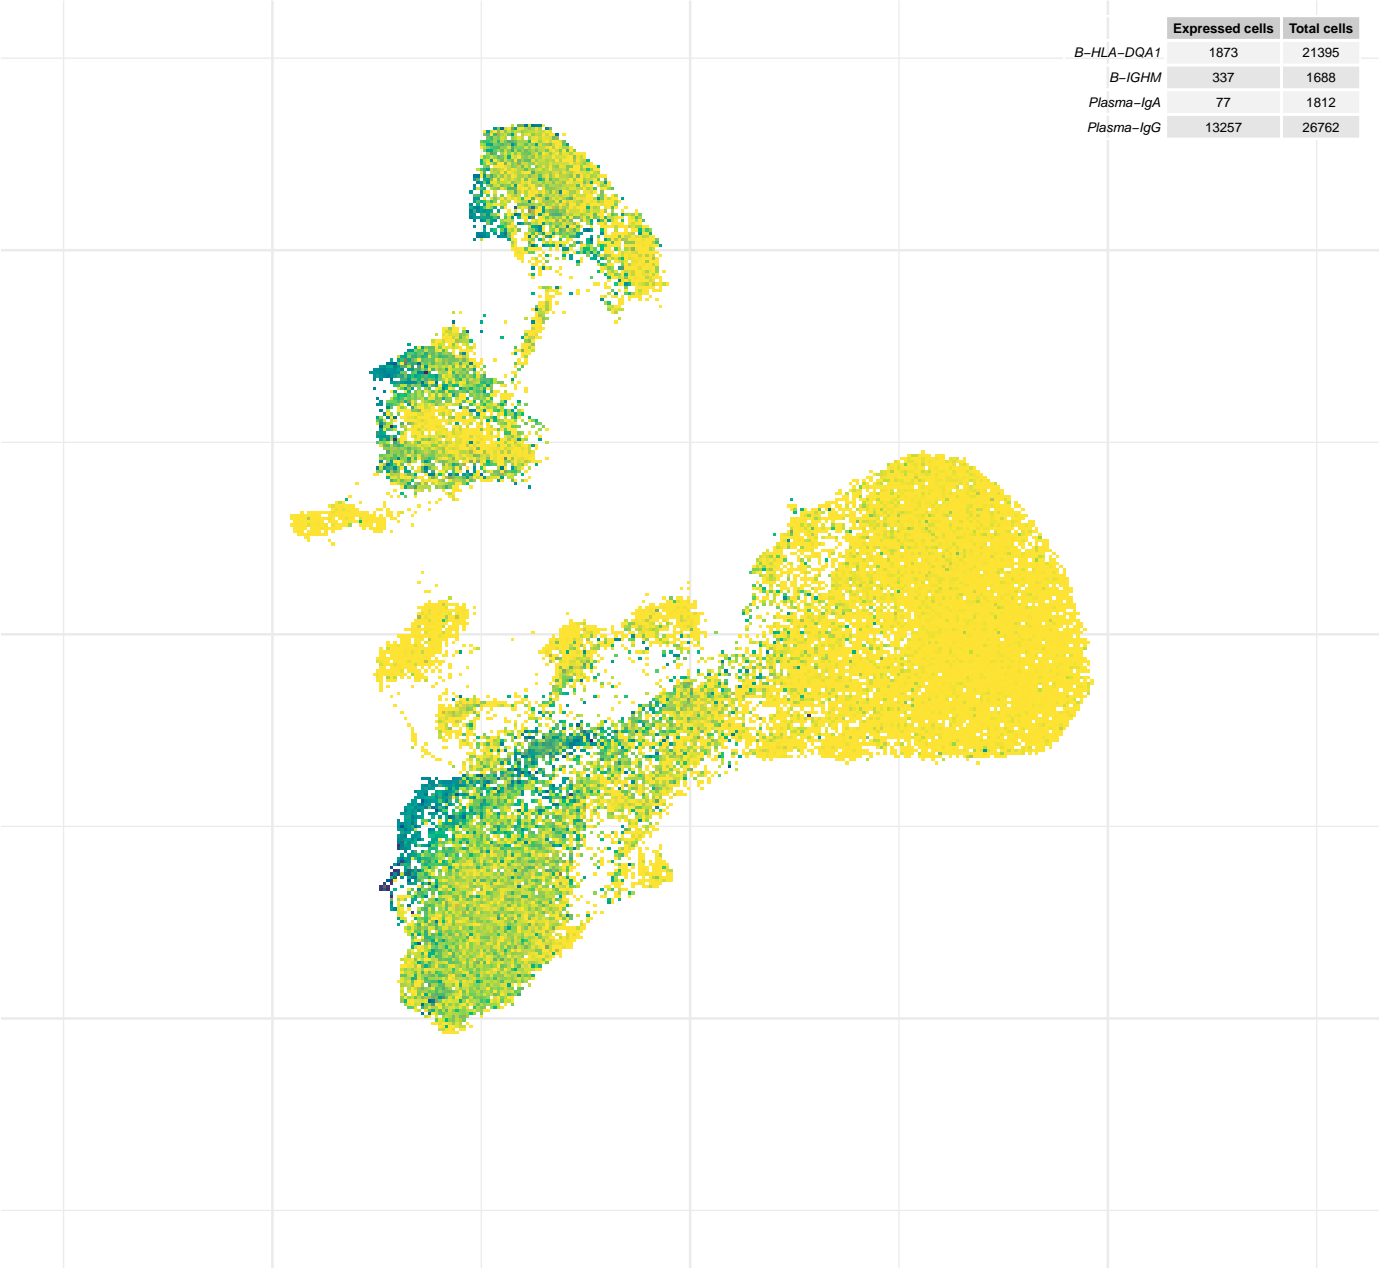 Expressed cells Total cells
B−HLA−DQA1 1873 21395
B−IGHM 337 1688
Plasma−IgA 77 1812
Plasma−IgG 13257 26762